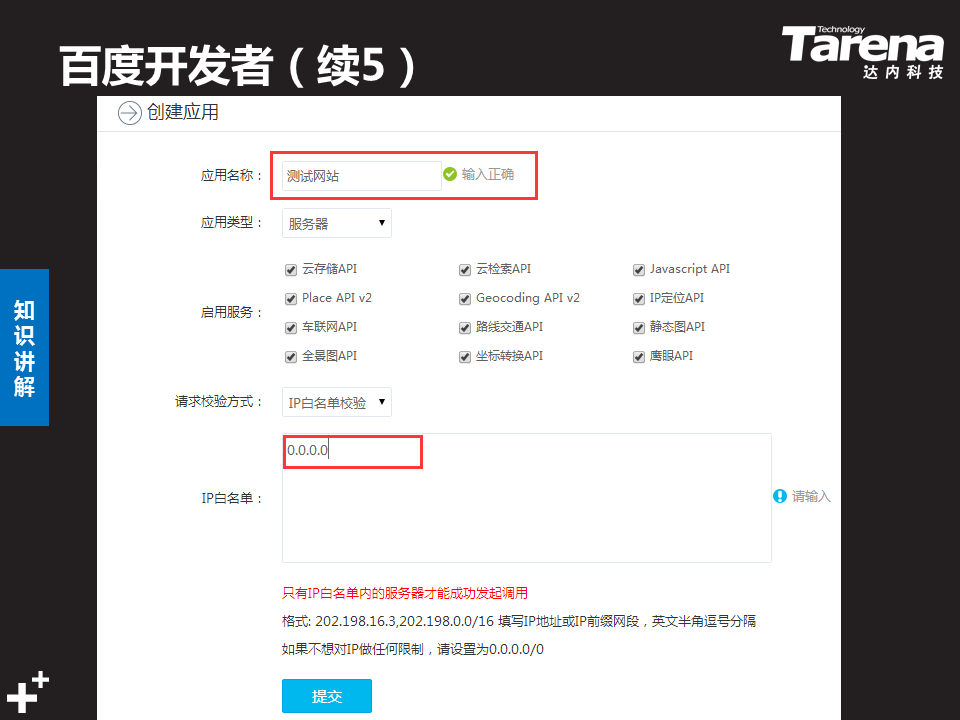 百度开发者（续5）
Technology
Tarena
达内科技
创建应用
应用名称： 测试网站 输入正确
应用类型： 服务器
云存储API 云检索API Javascript API
Place API v2 Geocoding API v2 IP定位API
启用服务：
车联网API 路线交通API 静态图API
全景图API 坐标转换API 鹰眼API
知识讲解
请求校验方式： IP白名单校验
0.0.0.0
IP白名单： 请输入
只有IP白名单内的服务器才能成功发起调用
格式: 202.198.16.3,202.198.0.0/16 填写IP地址或IP前缀网段，英文半角逗号分隔
如果不想对IP做任何限制，请设置为0.0.0.0/0
提交